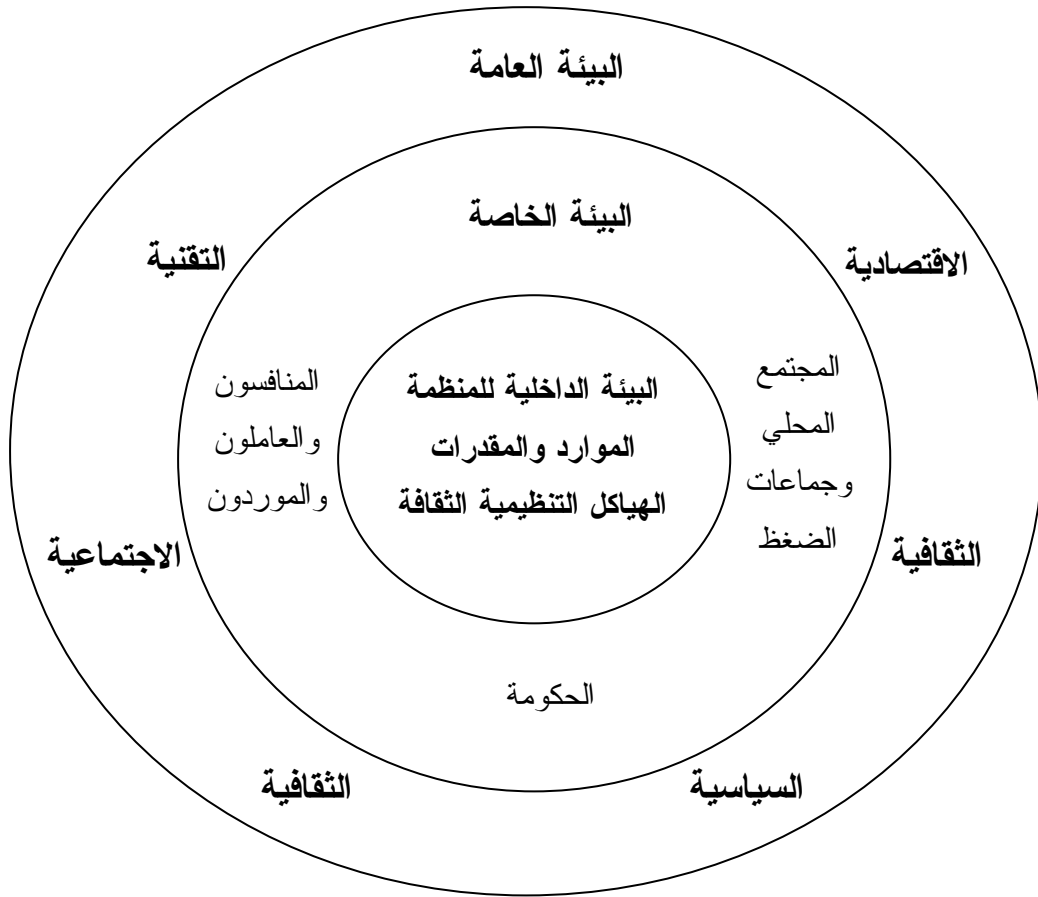 البيئة العامة
البيئة الخاصة
الاقتصادية
التقنية
المجتمع
المحلي
وجماعات
الضغظ
البيئة الداخلية للمنظمة
الموارد والمقدرات
الهياكل التنظيمية الثقافة
المنافسون
والعاملون
والموردون
الثقافية
الاجتماعية
الحكومة
السياسية
الثقافية